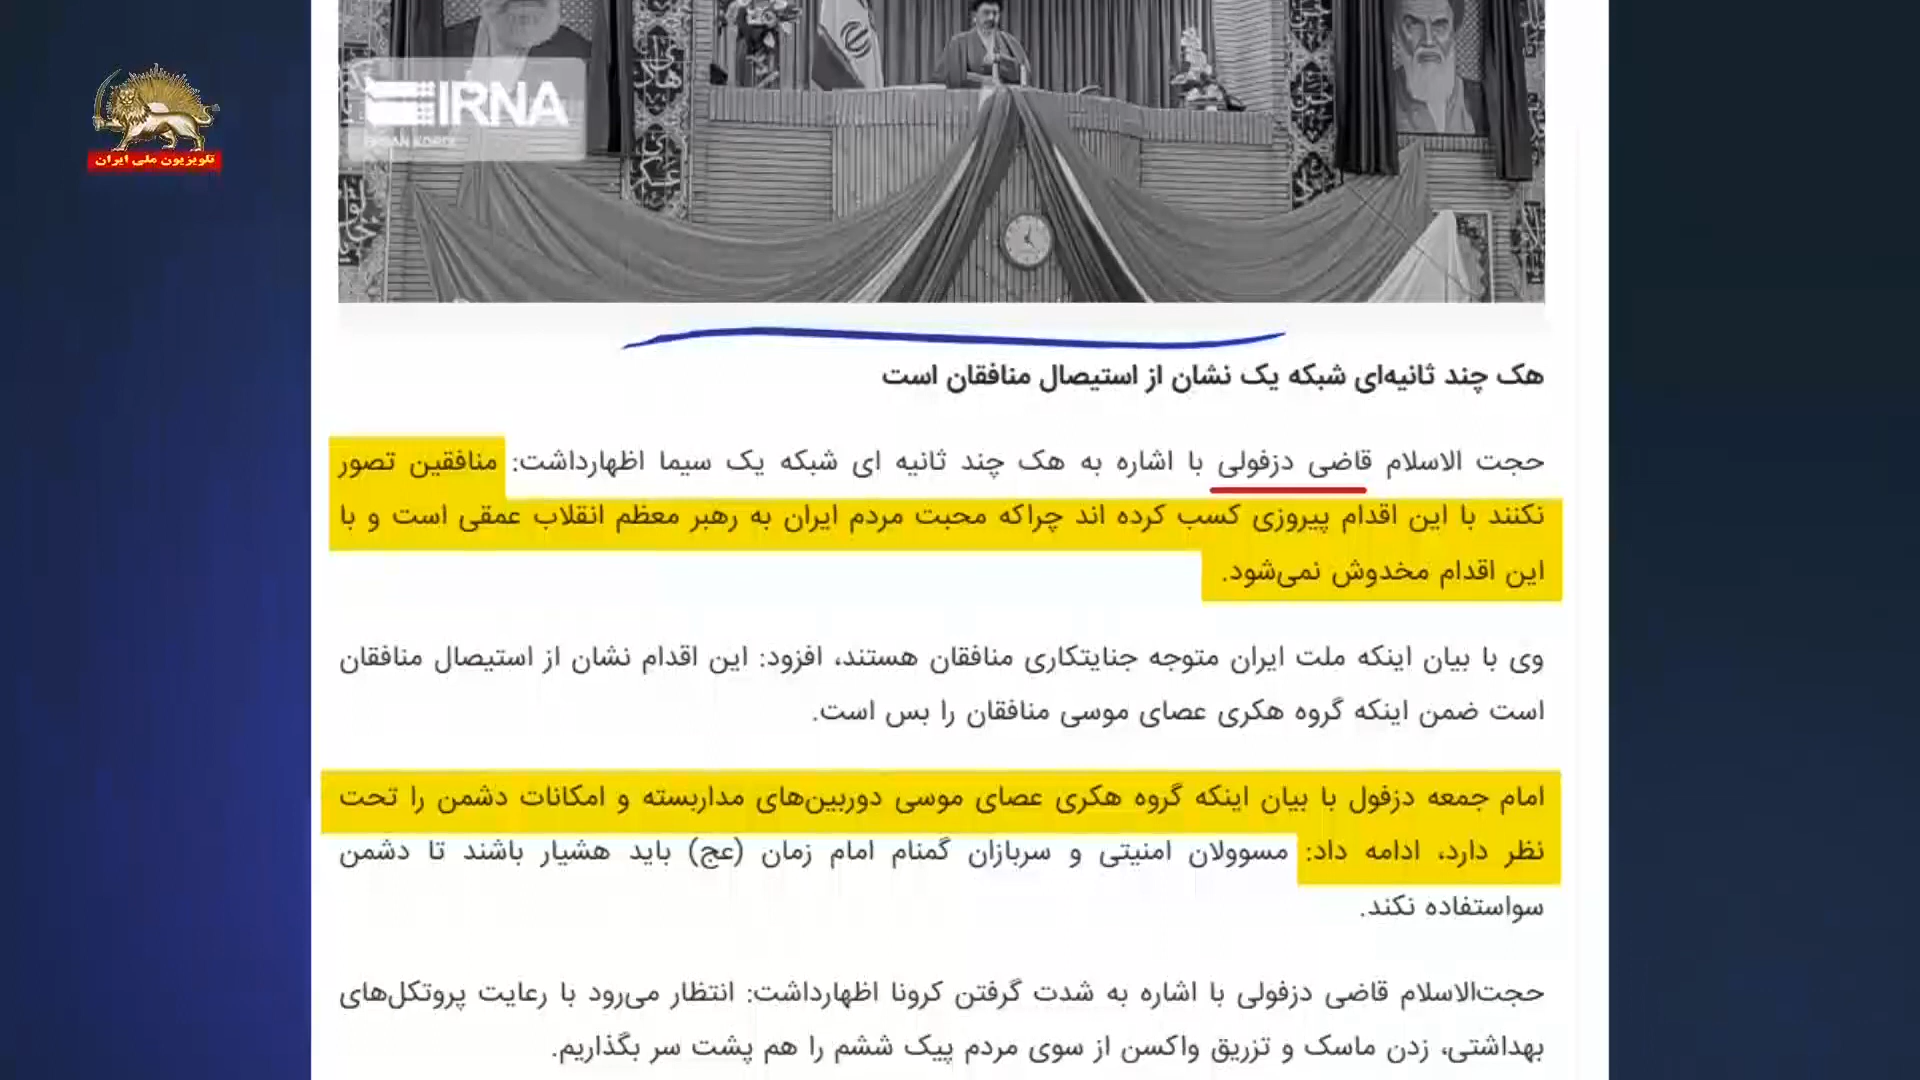 تلویزیون ملی ایران
IRNA
هک چند ثانیه‌ای شبکه یک نشان از استیصال منافقان است
حجت الاسلام قاضی دزفولی با اشاره به هک چند ثانیه ای شبکه یک سیما اظهارداشت: منافقین تصور
نکنند با این اقدام پیروزی کسب کرده اند چراکه محبت مردم ایران به رهبر معظم انقلاب عمقی است و با
این اقدام مخدوش نمی‌شود.
وی با بیان اینکه ملت ایران متوجه جنایتکاری منافقان هستند، افزود: این اقدام نشان از استیصال منافقان
است ضمن اینکه گروه هکری عصای موسی منافقان را بس است.
امام جمعه دزفول با بیان اینکه گروه هکری عصای موسی دوربین‌های مداربسته و امکانات دشمن را تحت
نظر دارد، ادامه داد: مسوولان امنیتی و سربازان گمنام امام زمان (عج) باید هشیار باشند تا دشمن
سواستفاده نکند.
حجت‌الاسلام قاضی دزفولی با اشاره به شدت گرفتن کرونا اظهارداشت: انتظار می‌رود با رعایت پروتکل‌های
بهداشتی، زدن ماسک و تزریق واکسن از سوی مردم پیک ششم را هم پشت سر بگذاریم.